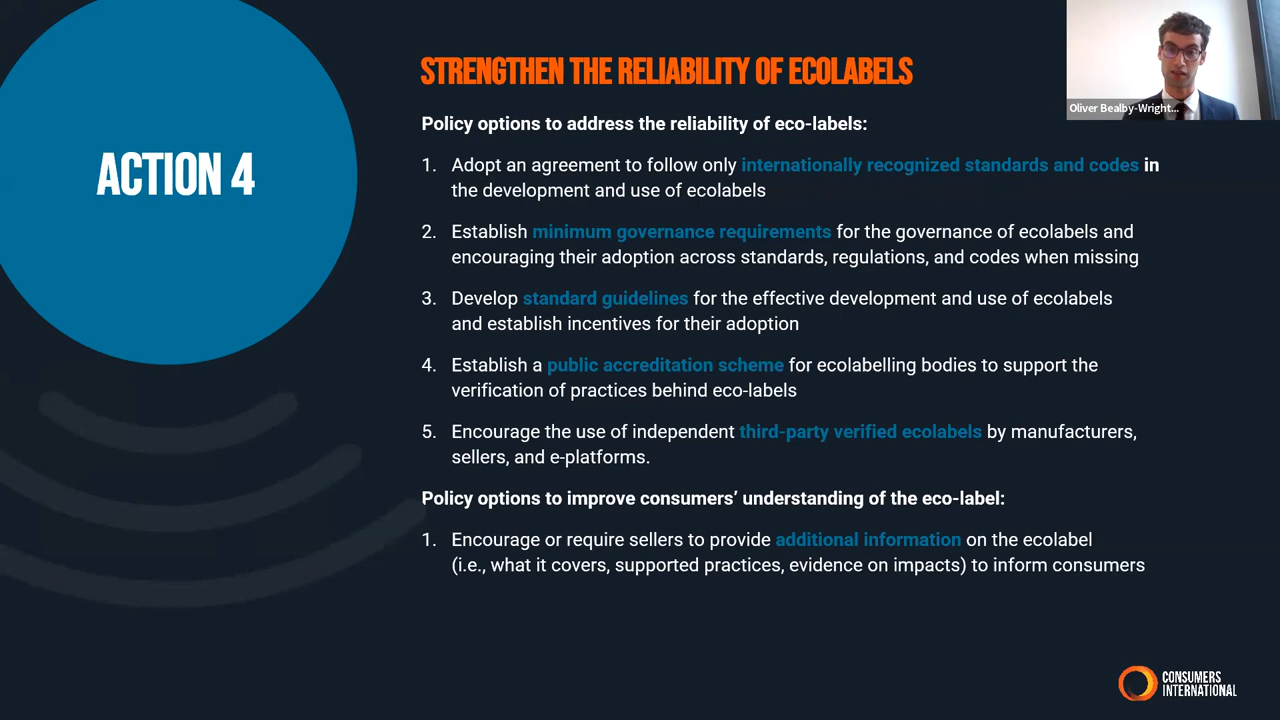 ACTION 4
STRENGTHEN THE RELIABILITY OF ECOLABELS
Policy options to address the reliability of eco-labels:
1. Adopt an agreement to follow only internationally recognized standards and codes in
the development and use of ecolabels
2. Establish minimum governance requirements for the governance of ecolabels and
encouraging their adoption across standards, regulations, and codes when missing
3. Develop standard guidelines for the effective development and use of ecolabels
and establish incentives for their adoption
4. Establish a public accreditation scheme for ecolabelling bodies to support the
verification of practices behind eco-labels
5. Encourage the use of independent third-party verified ecolabels by manufacturers,
sellers, and e-platforms.
Policy options to improve consumers’ understanding of the eco-label:
1. Encourage or require sellers to provide additional information on the ecolabel
(i.e., what it covers, supported practices, evidence on impacts) to inform consumers
Oliver Bealby-Wright...
CONSUMERS
INTERNATIONAL